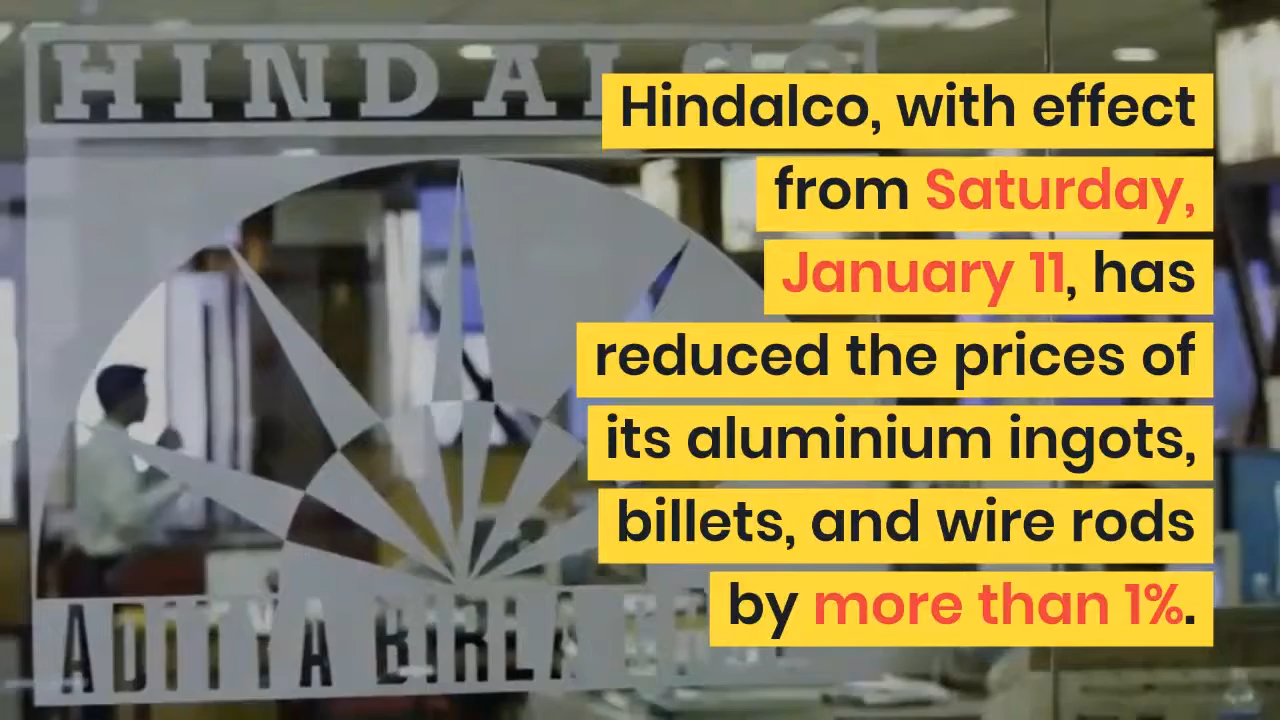 HINDALCO
Hindalco, with effect
from Saturday,
January 11, has
reduced the prices of
its aluminium ingots,
billets, and wire rods
by more than 1%.
ADITYA BIRLA